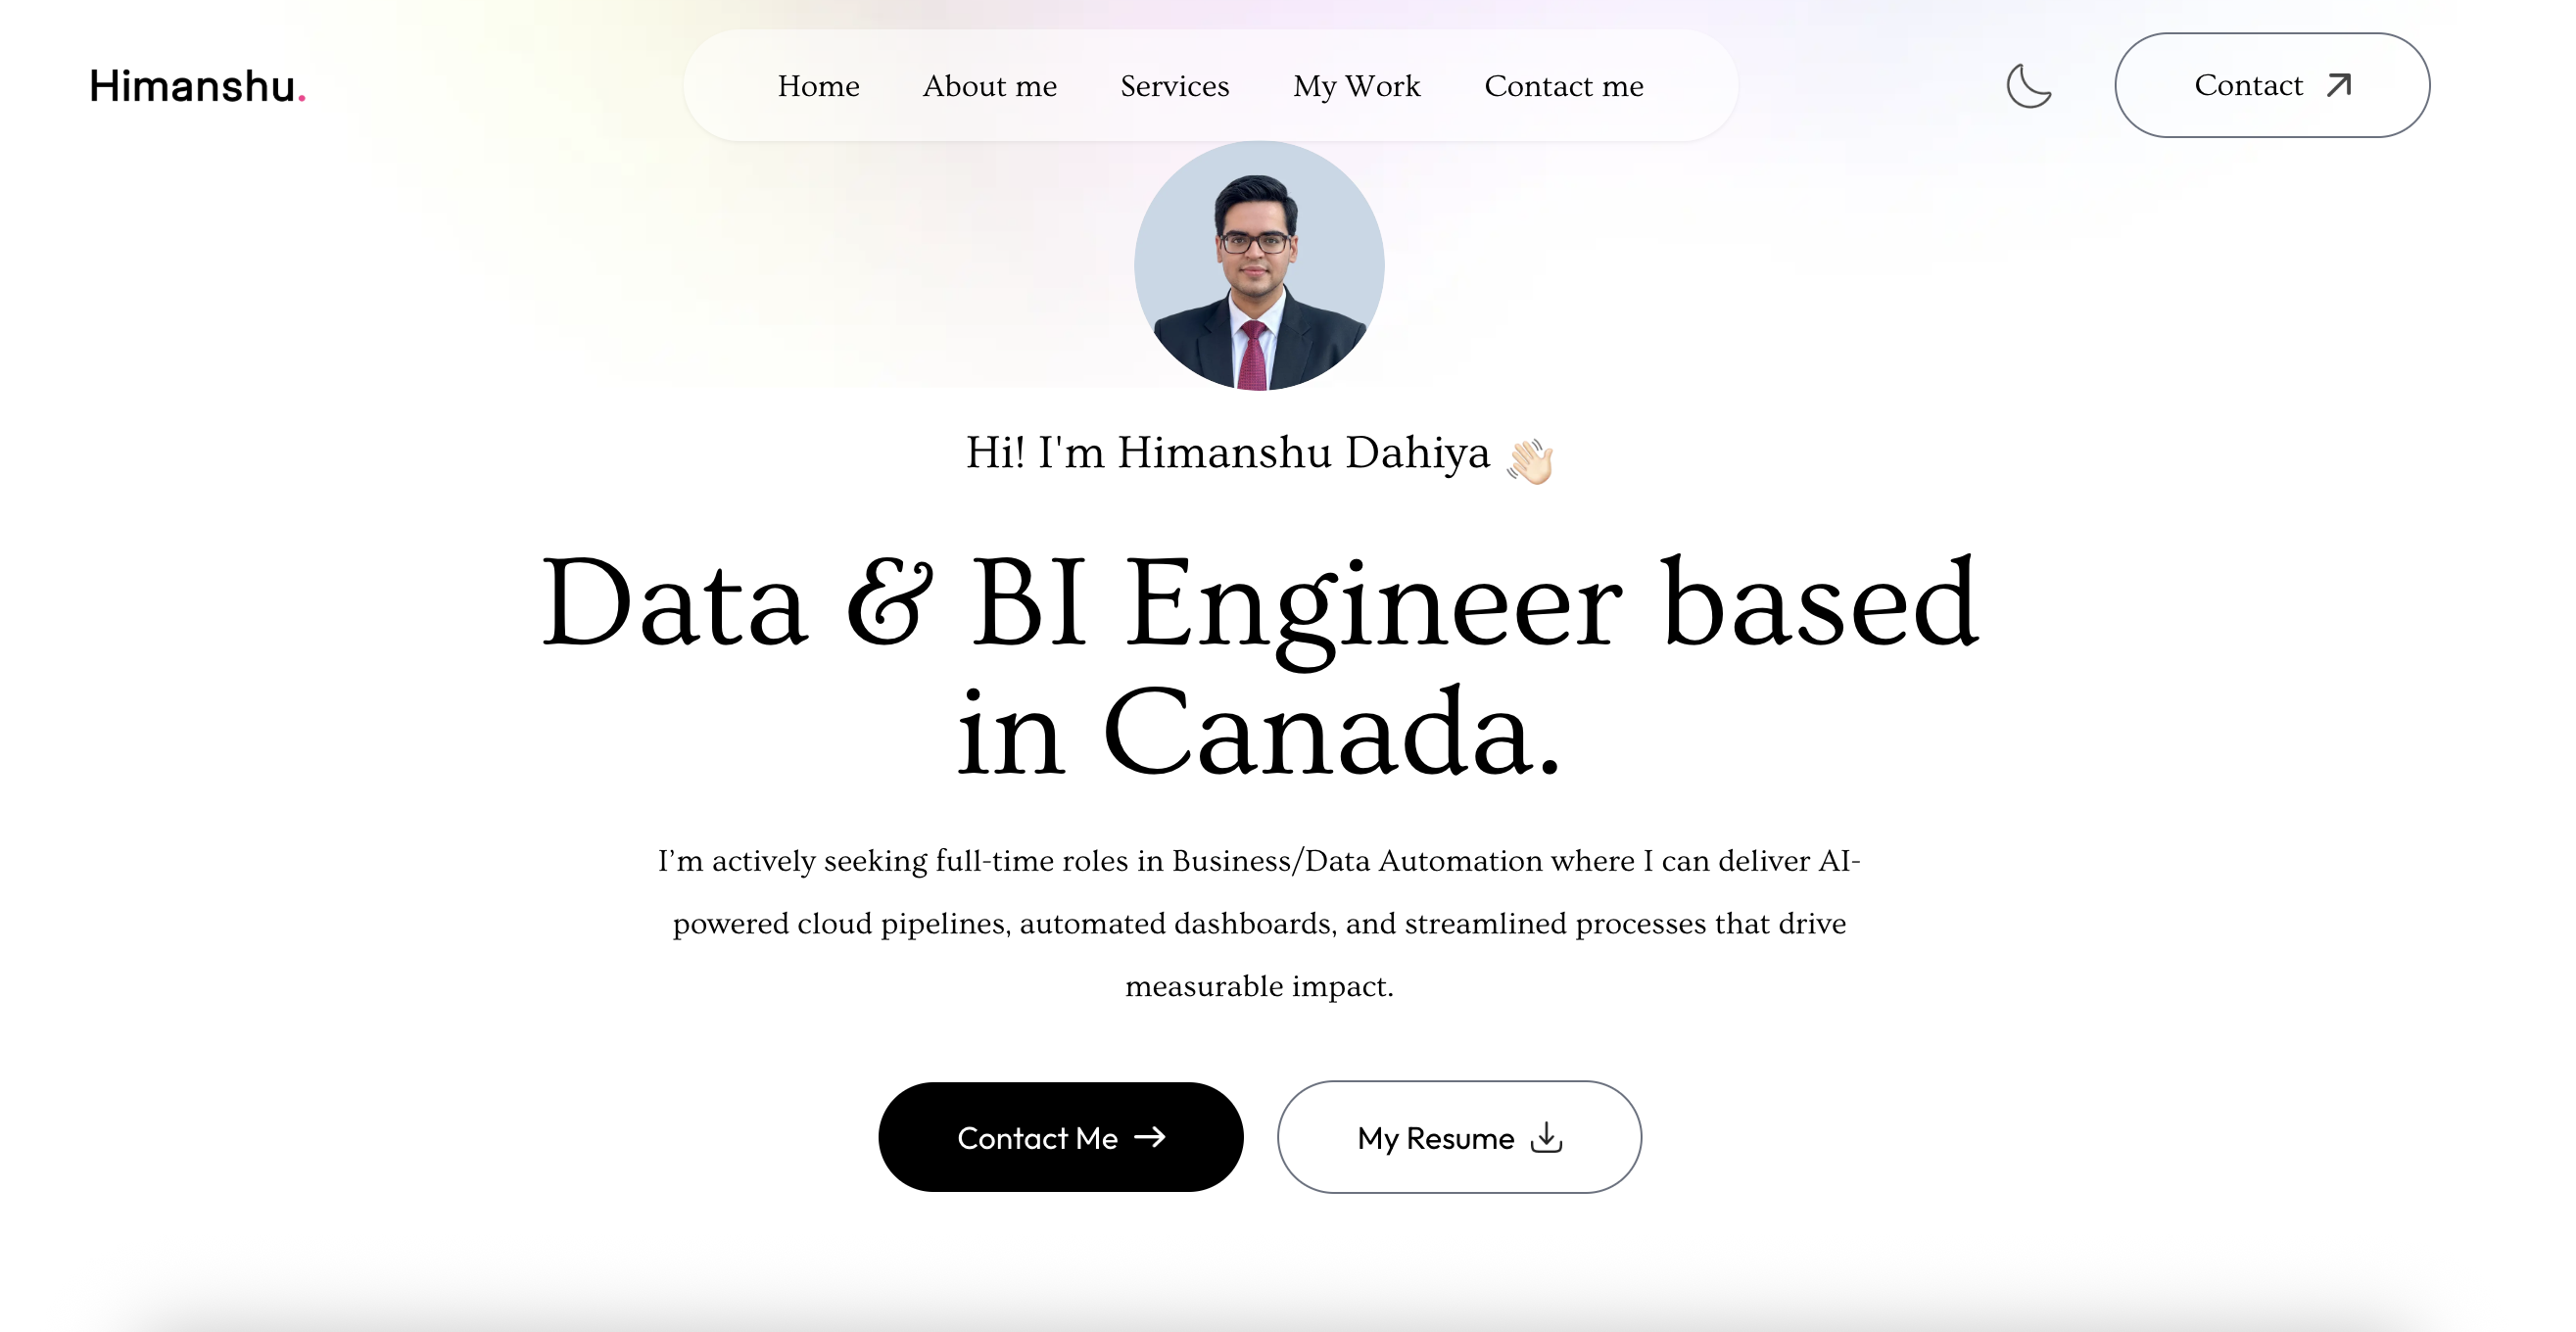 Himanshu.
Home About me Services My Work Contact me
Contact
Hi! I'm Himanshu Dahiya 👋🏻
Data & BI Engineer based
in Canada.
I’m actively seeking full-time roles in Business/Data Automation where I can deliver AI-
powered cloud pipelines, automated dashboards, and streamlined processes that drive
measurable impact.
Contact Me
My Resume